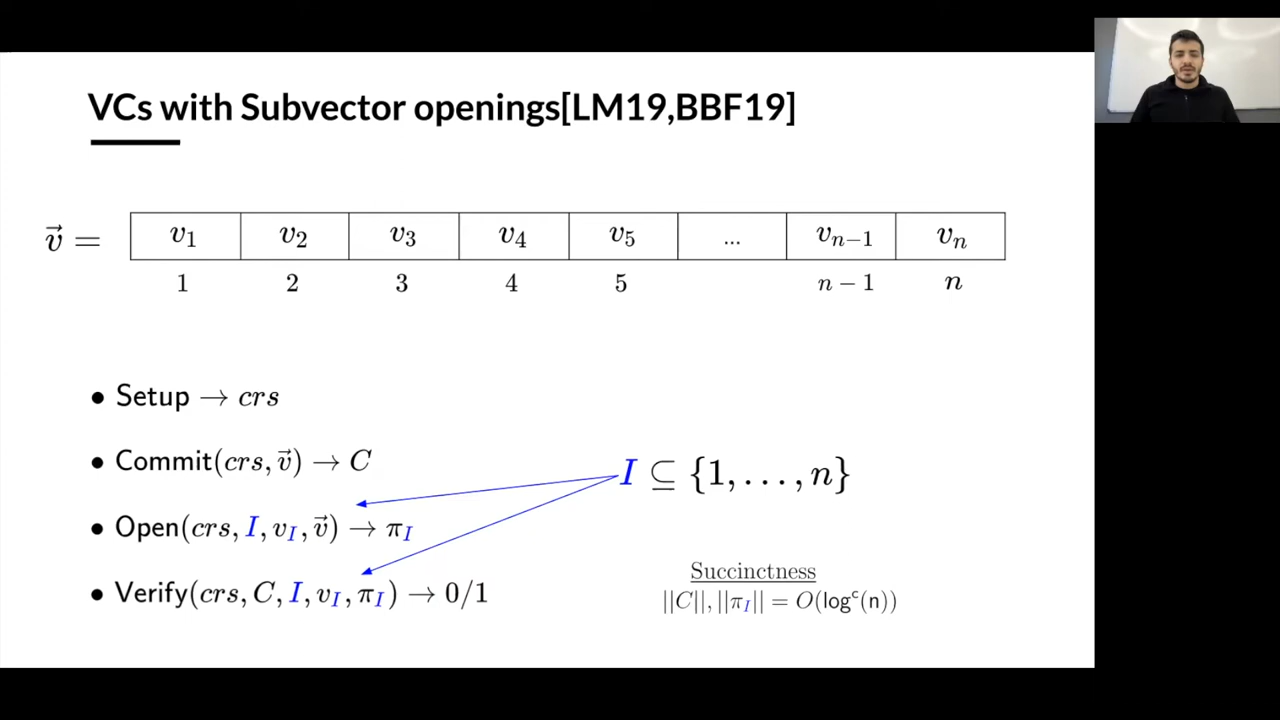 VCs with Subvector openings[LM19,BBF19]
v⃗ = v₁ v₂ v₃ v₄ v₅ ... vₙ₋₁ vₙ
1 2 3 4 5 n − 1 n
• Setup → crs
• Commit(crs, v⃗) → C
I ⊆ {1, . . . , n}
• Open(crs, I, v_I, v⃗) → π_I
• Verify(crs, C, I, v_I, π_I) → 0/1
Succinctness
||C||, ||π_I|| = O(logᶜ(n))